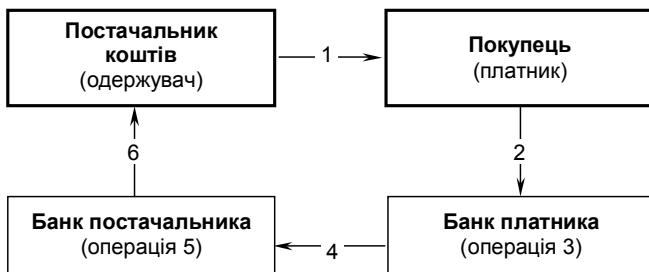 Постачальник
коштів
(одержувач)
1
Покупець
(платник)
6
2
Банк постачальника
(операція 5)
4
Банк платника
(операція 3)